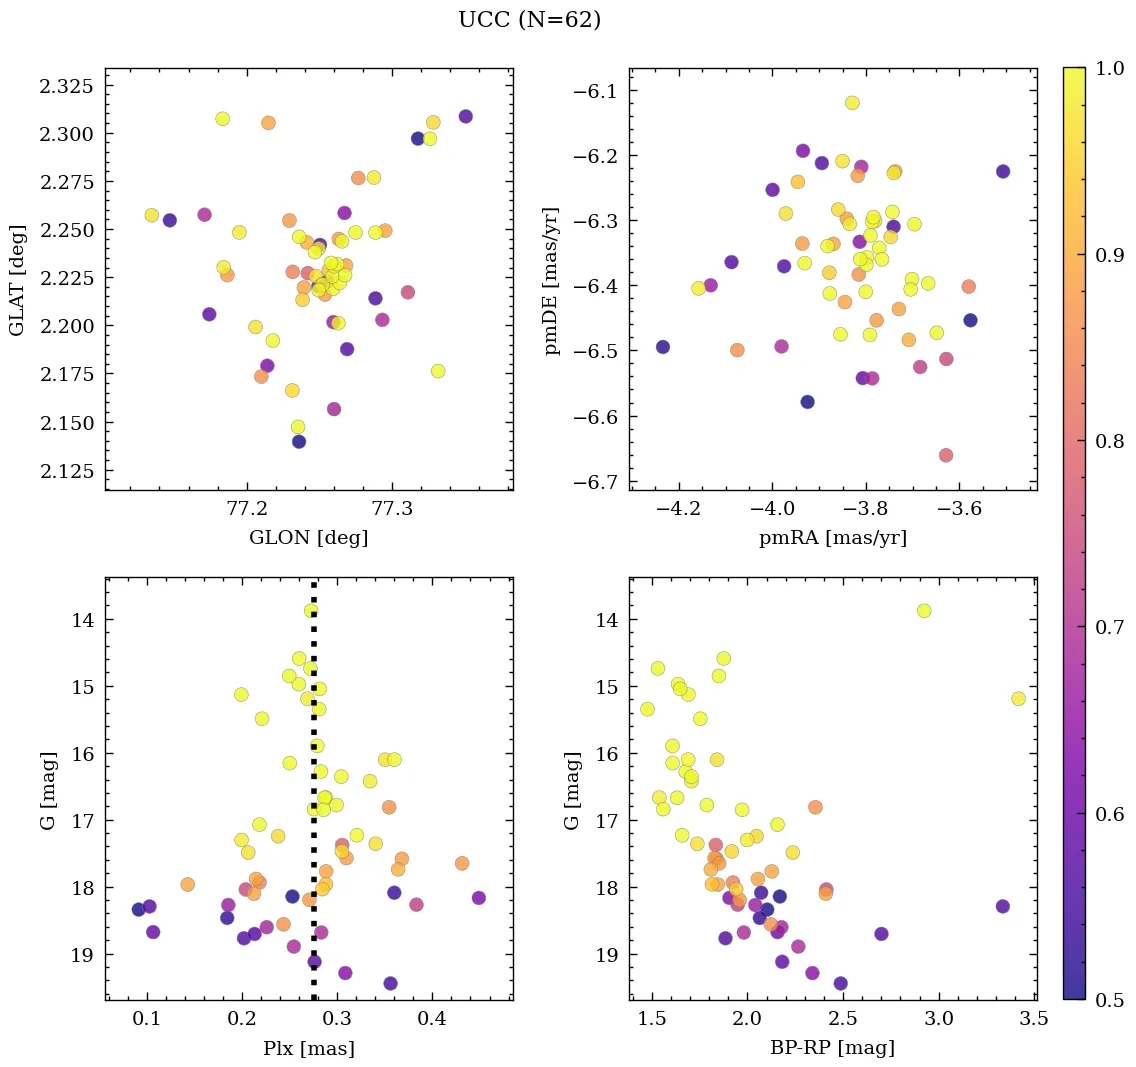 UCC (N=62)
2.325
2.300
2.275
2.250
2.225
2.200
2.175
2.150
2.125
GLAT [deg]
77.2 77.3
GLON [deg]
−6.1
−6.2
−6.3
−6.4
−6.5
−6.6
−6.7
pmDE [mas/yr]
−4.2 −4.0 −3.8 −3.6
pmRA [mas/yr]
14
15
16
17
18
19
G [mag]
0.1 0.2 0.3 0.4
Plx [mas]
14
15
16
17
18
19
G [mag]
1.5 2.0 2.5 3.0 3.5
BP-RP [mag]
1.0
0.9
0.8
0.7
0.6
0.5